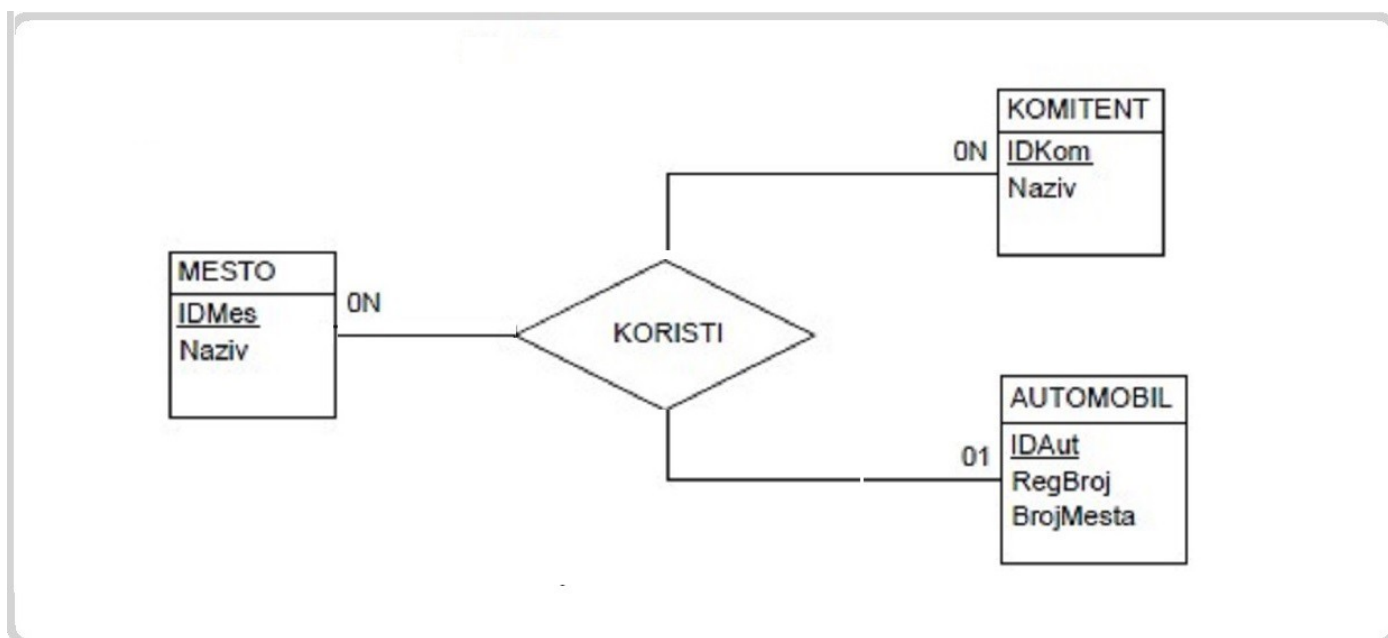 KOMITENT
0N
IDKom
Naziv
MESTO
IDMes
Naziv
0N
KORISTI
AUTOMOBIL
01
IDAut
RegBroj
BrojMesta